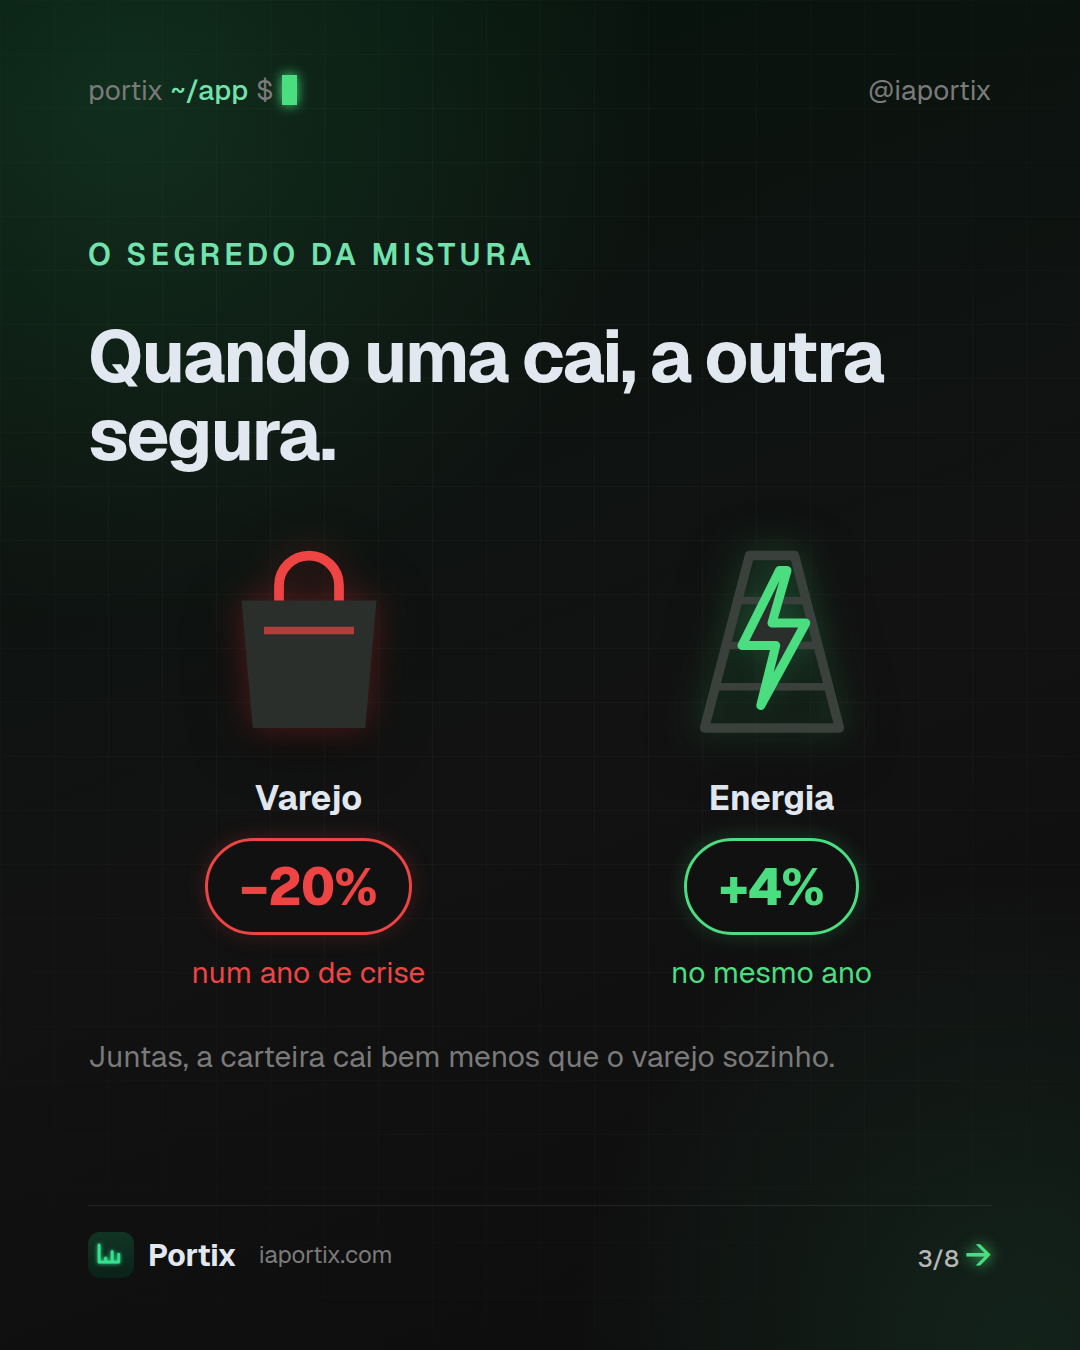 portix ~/app $
@iaportix
O SEGREDO DA MISTURA
Quando uma cai, a outra
segura.
Varejo
Energia
−20%
+4%
num ano de crise
no mesmo ano
Juntas, a carteira cai bem menos que o varejo sozinho.
Portix iaportix.com
3/8 →